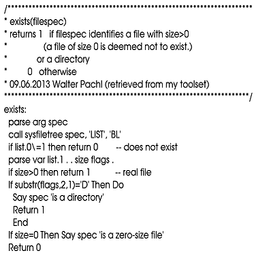 /*********************************************************************
* exists(filespec)
* returns 1 if filespec identifies a file with size>0
* (a file of size 0 is deemed not to exist.)
* or a directory
* 0 otherwise
* 09.06.2013 Walter Pachl (retrieved from my toolset)
*********************************************************************/
exists:
parse arg spec
call sysfiletree spec, 'LIST', 'BL'
if list.0\=1 then return 0 -- does not exist
parse var list.1 . . size flags .
if size>0 then return 1 -- real file
If substr(flags,2,1)='D' Then Do
Say spec 'is a directory'
Return 1
End
If size=0 Then Say spec 'is a zero-size file'
Return 0